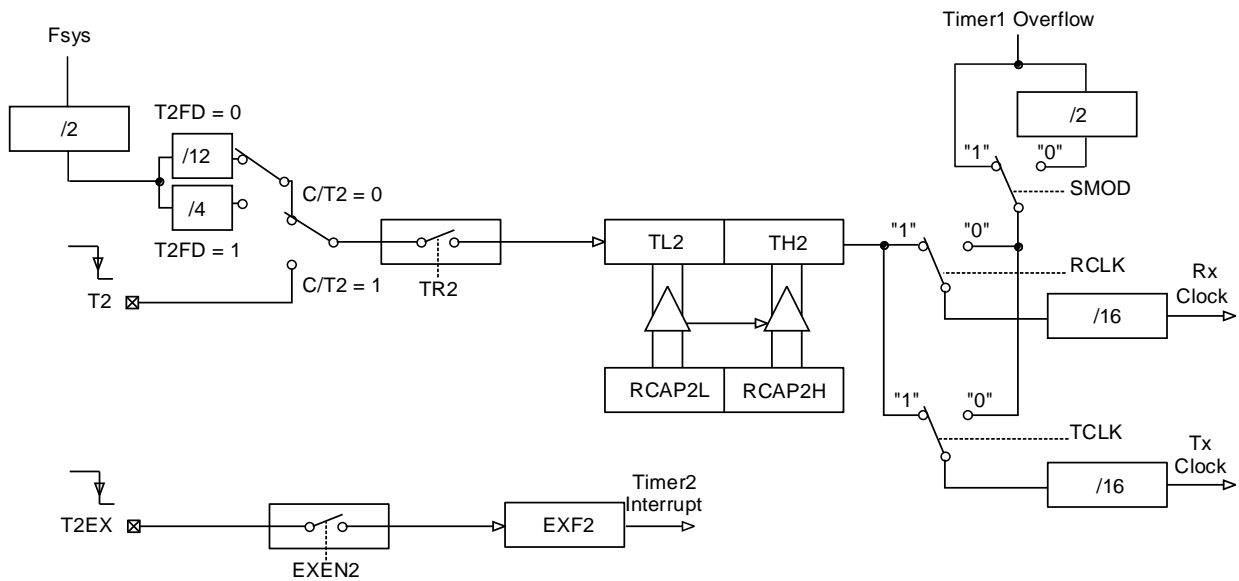 Timer1 Overflow
Fsys
/2
T2FD = 0
/12
/4
T2FD = 1
C/T2 = 0
C/T2 = 1
T2
TR2
TL2
TH2
RCAP2L
RCAP2H
/2
"1"
"0"
SMOD
"1"
"0"
RCLK
/16
Rx
Clock
"1"
"0"
TCLK
/16
Tx
Clock
T2EX
EXEN2
EXF2
Timer2
Interrupt